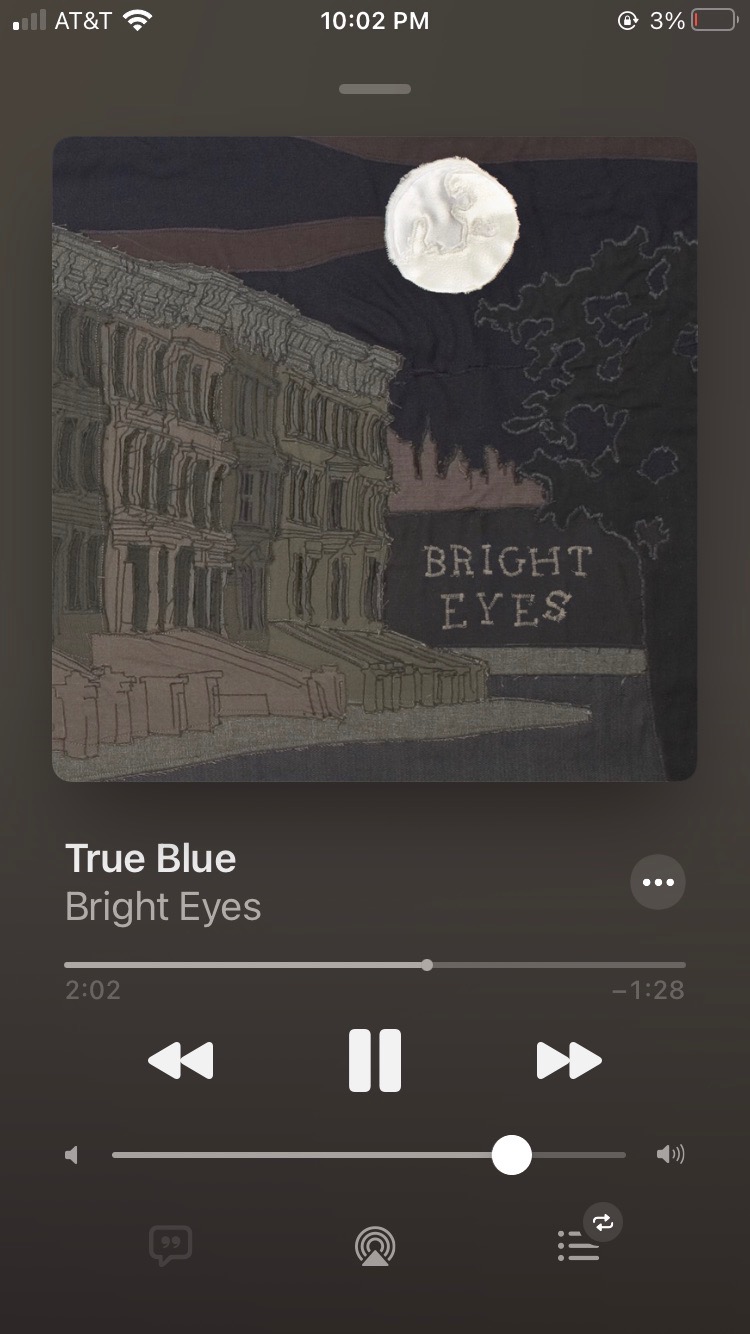 AT&T 10:02 PM 3%
BRIGHT
EYES
True Blue
Bright Eyes
2:02 –1:28